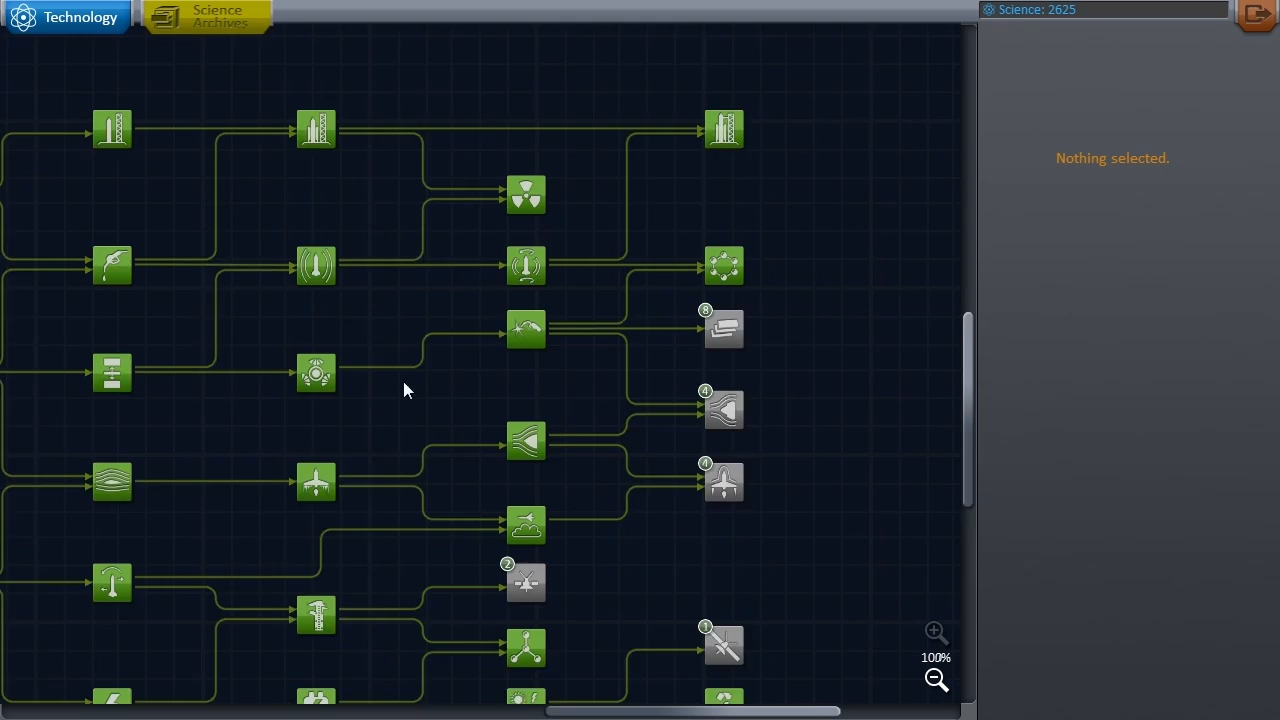 Technology
Science
Archives
Science: 2625
Nothing selected.
8
4
4
2
1
100%